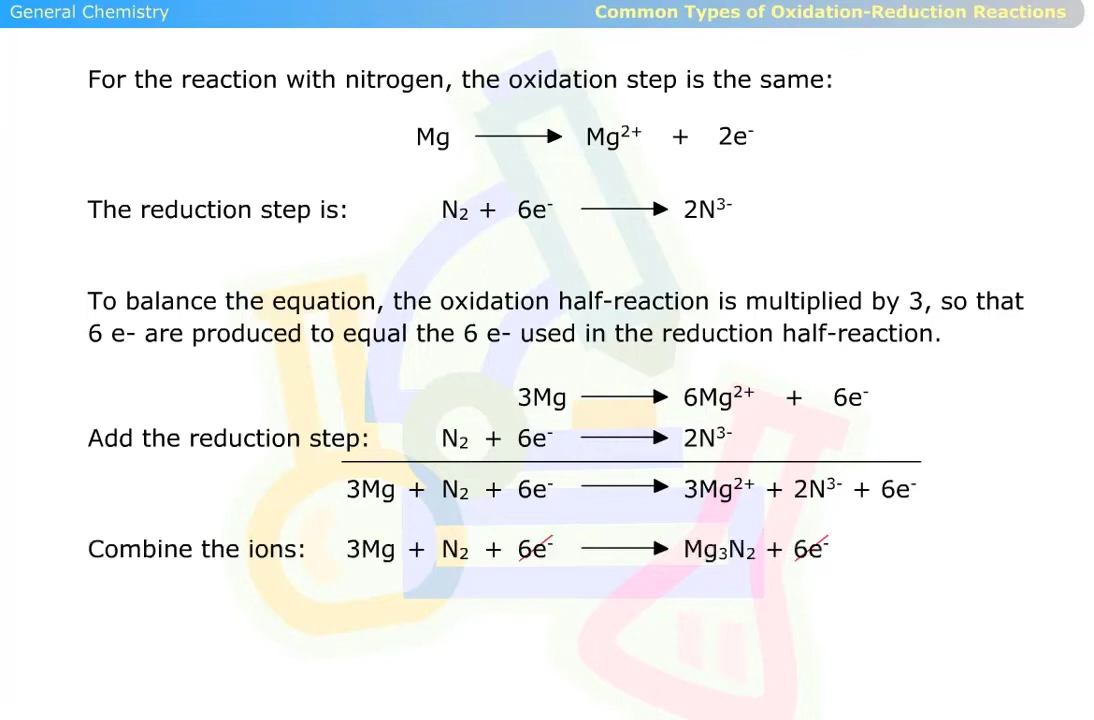 General Chemistry
Common Types of Oxidation-Reduction Reactions
For the reaction with nitrogen, the oxidation step is the same:
Mg ⟶ Mg²⁺ + 2e⁻
The reduction step is: N₂ + 6e⁻ ⟶ 2N³⁻
To balance the equation, the oxidation half-reaction is multiplied by 3, so that
6 e- are produced to equal the 6 e- used in the reduction half-reaction.
3Mg ⟶ 6Mg²⁺ + 6e⁻
Add the reduction step: N₂ + 6e⁻ ⟶ 2N³⁻
3Mg + N₂ + 6e⁻ ⟶ 3Mg²⁺ + 2N³⁻ + 6e⁻
Combine the ions: 3Mg + N₂ + 6e⁻ ⟶ Mg₃N₂ + 6e⁻